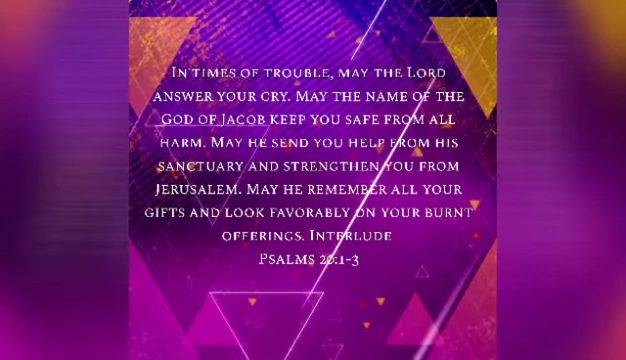 In times of trouble, may the Lord
answer your cry. May the name of the
God of Jacob keep you safe from all
harm. May he send you help from his
sanctuary and strengthen you from
Jerusalem. May he remember all your
gifts and look favorably on your burnt
offerings. Interlude
Psalms 20:1-3